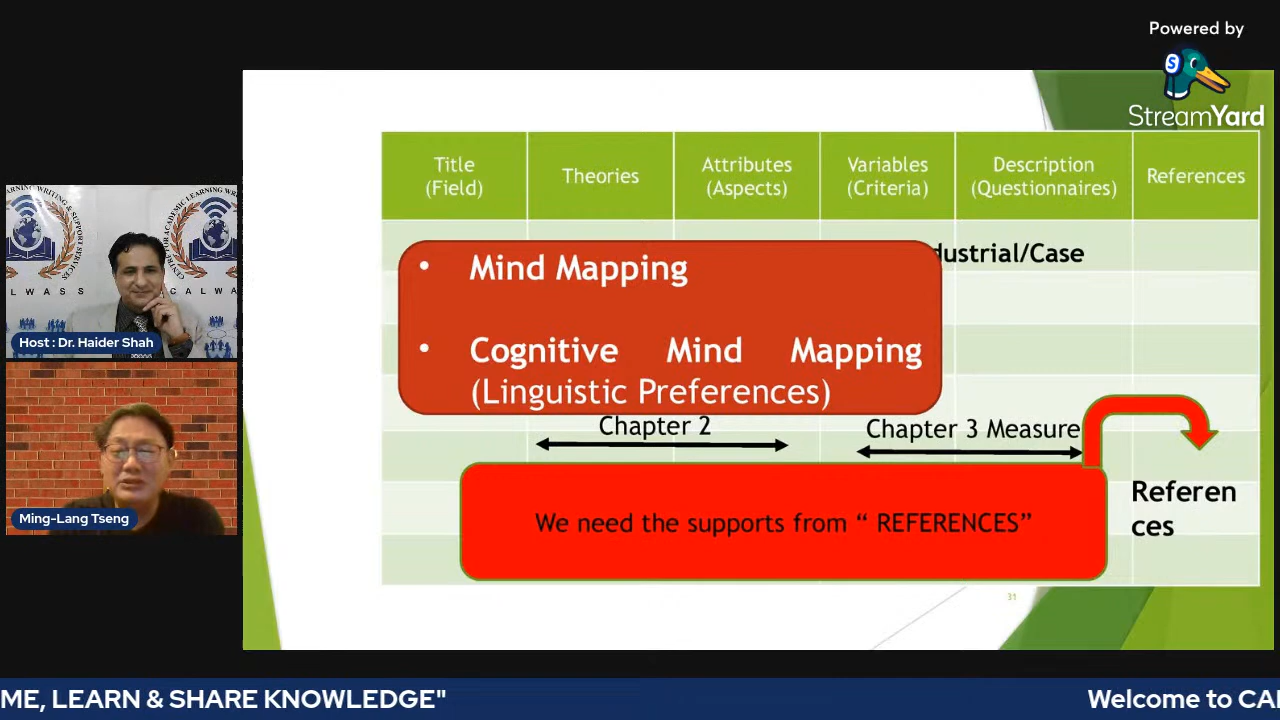 Powered by
StreamYard
Title
(Field)
Theories
Attributes
(Aspects)
Variables
(Criteria)
Description
(Questionnaires)
References
dustrial/Case
• Mind Mapping
• Cognitive Mind Mapping
(Linguistic Preferences)
Chapter 2
Chapter 3 Measure
We need the supports from “ REFERENCES”
Referen
ces
31
Host : Dr. Haider Shah
Ming-Lang Tseng
ME, LEARN & SHARE KNOWLEDGE"
Welcome to CA